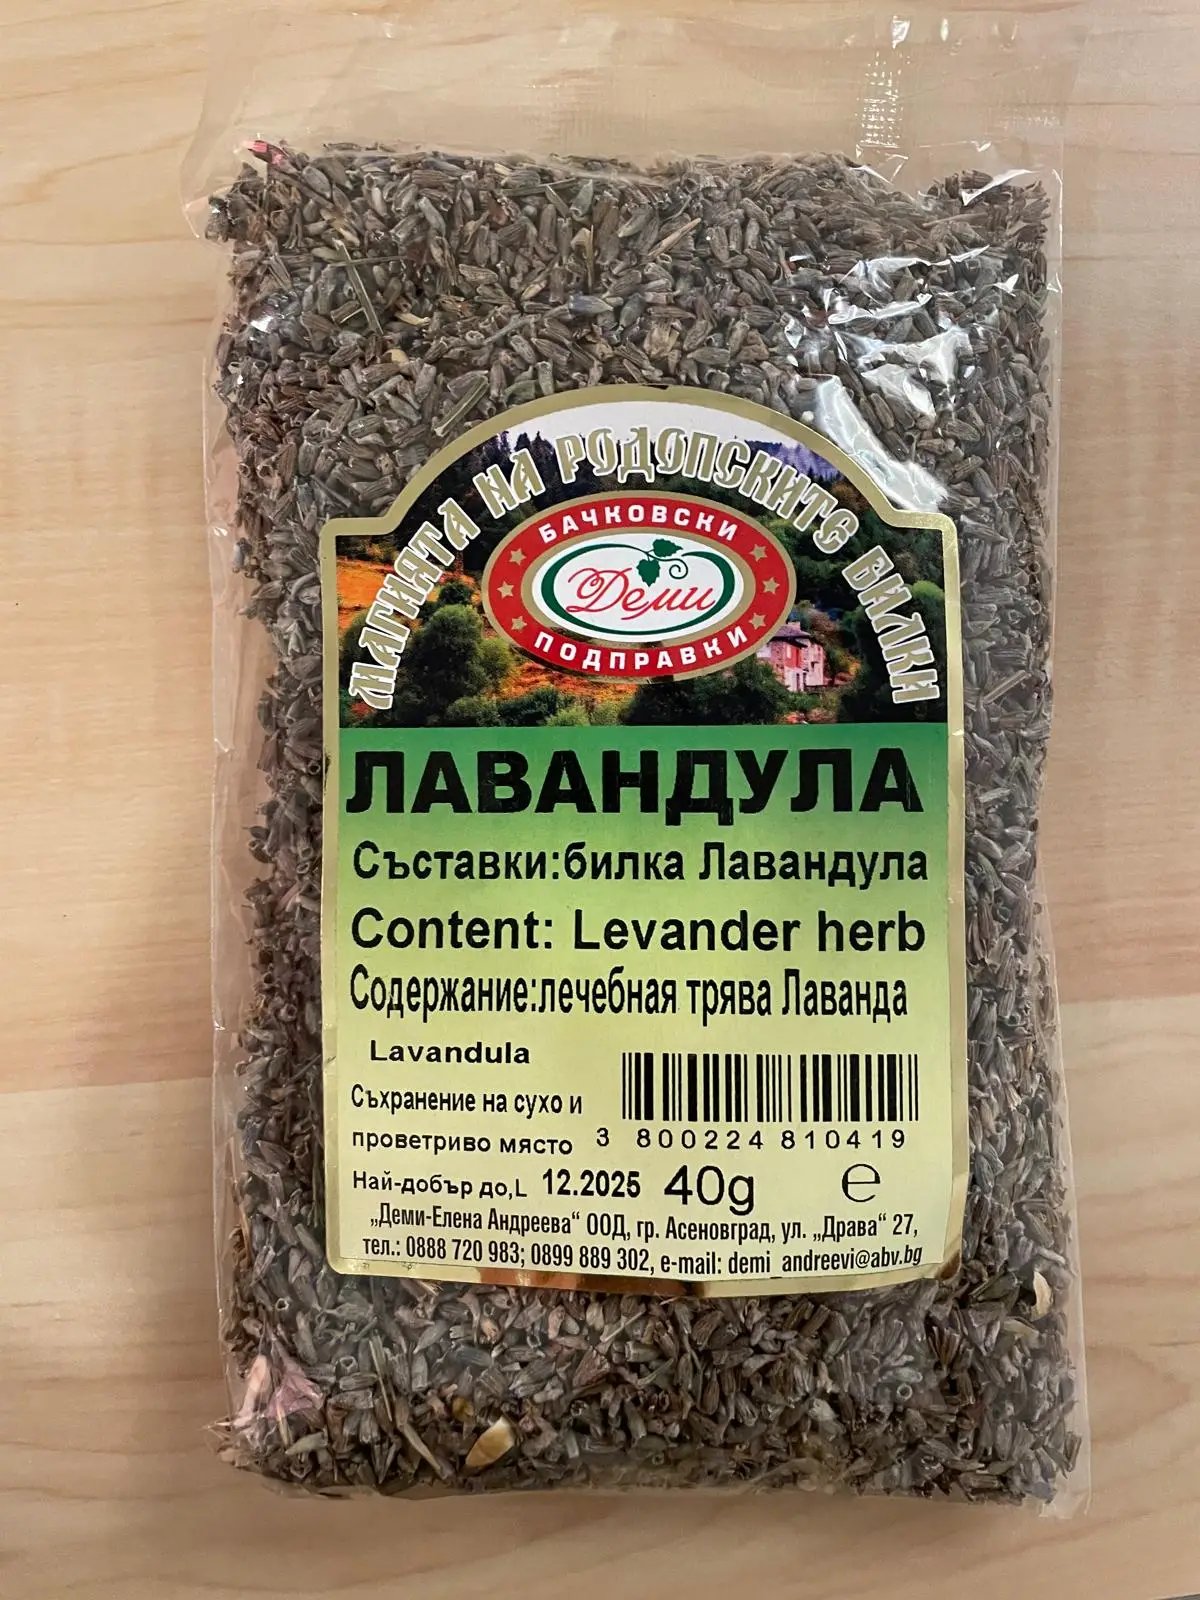 МАГИЯТА НА РОДОПСКИТЕ БИЛКИ
БАЧКОВСКИ
Деми
ПОДПРАВКИ
ЛАВАНДУЛА
Съставки:билка Лавандула
Content: Levander herb
Содержание:лечебная трява Лаванда
Lavandula
Съхранение на сухо и
проветриво място
3 800224 810419
Най-добър до,L 12.2025 40g e
„Деми-Елена Андреева“ ООД, гр. Асеновград, ул. „Драва“ 27,
тел.: 0888 720 983; 0899 889 302, e-mail: demi_andreevi@abv.bg